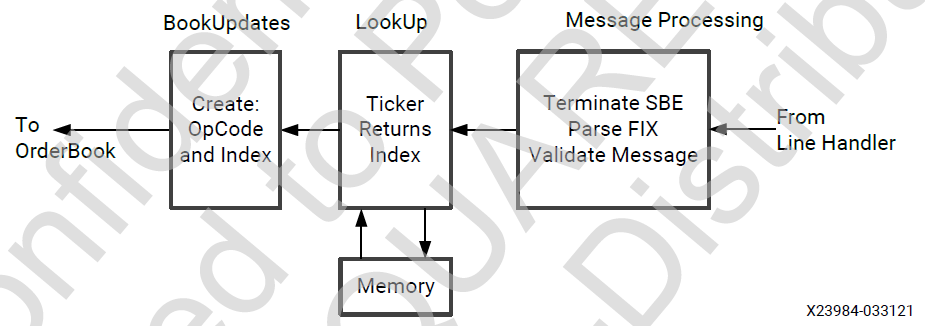 BookUpdates
LookUp
Message Processing
Create:
OpCode
and Index
Ticker
Returns
Index
Terminate SBE
Parse FIX
Validate Message
To
OrderBook
From
Line Handler
Memory
X23984-033121